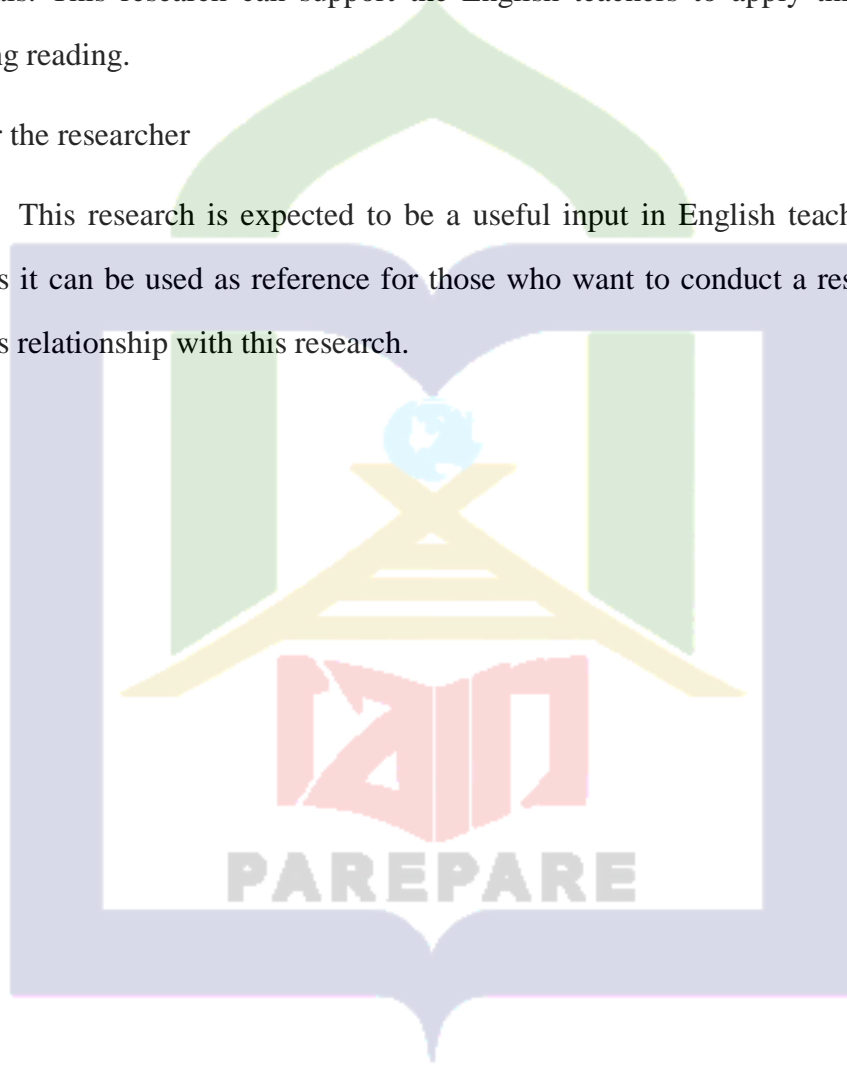 This research can support the English teachers to apply
ng reading.
the researcher
This research is expected to be a useful input in English teach
s it can be used as reference for those who want to conduct a res
s relationship with this research.
iain
PAREPARE